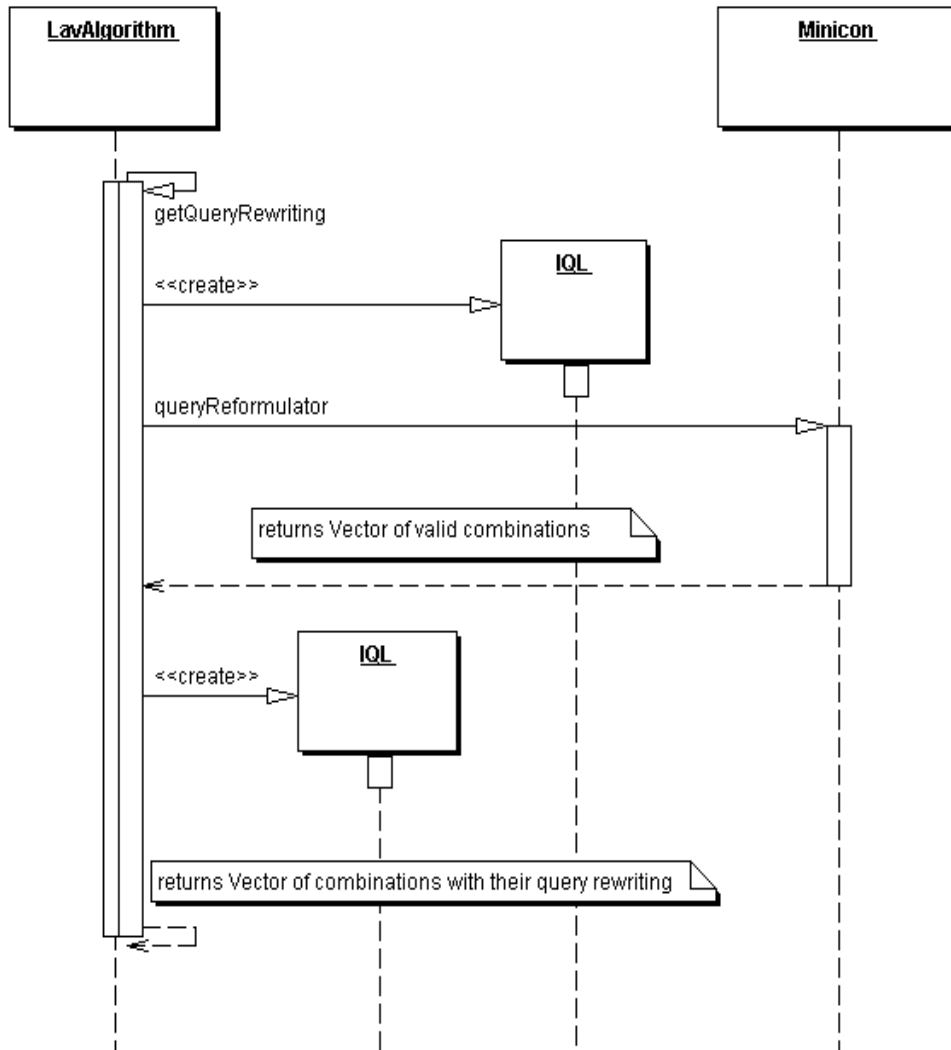 LavAlgorithm
Minicon
getQueryRewriting
IQL
<<create>>
queryReformulator
returns Vector of valid combinations
IQL
<<create>>
returns Vector of combinations with their query rewriting